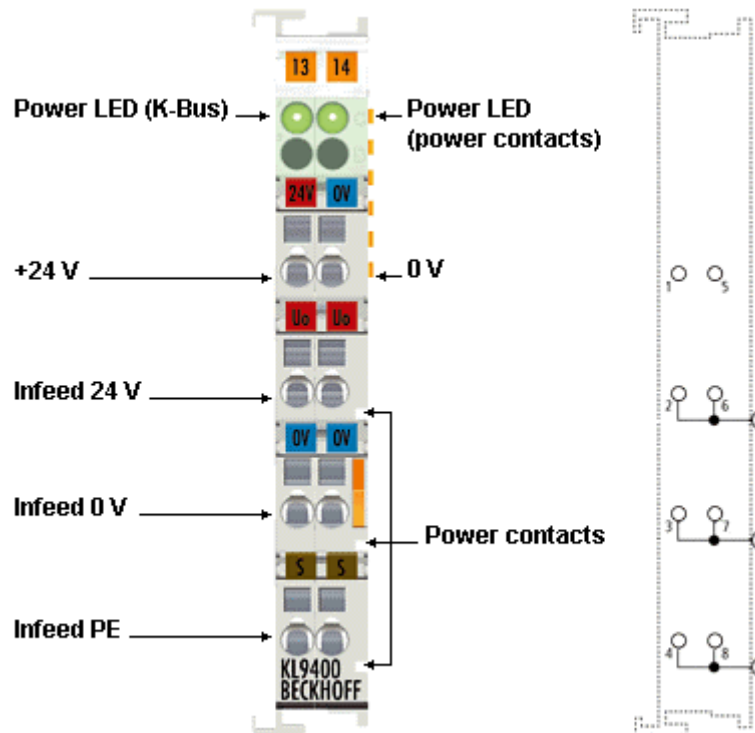 13 14
Power LED (K-Bus)
Power LED
(power contacts)
24V 0V
+24 V
0 V
1 5
Uo Uo
Infeed 24 V
2 6
0V 0V
Infeed 0 V
3 7
Power contacts
S S
Infeed PE
4 8
KL9400
BECKHOFF